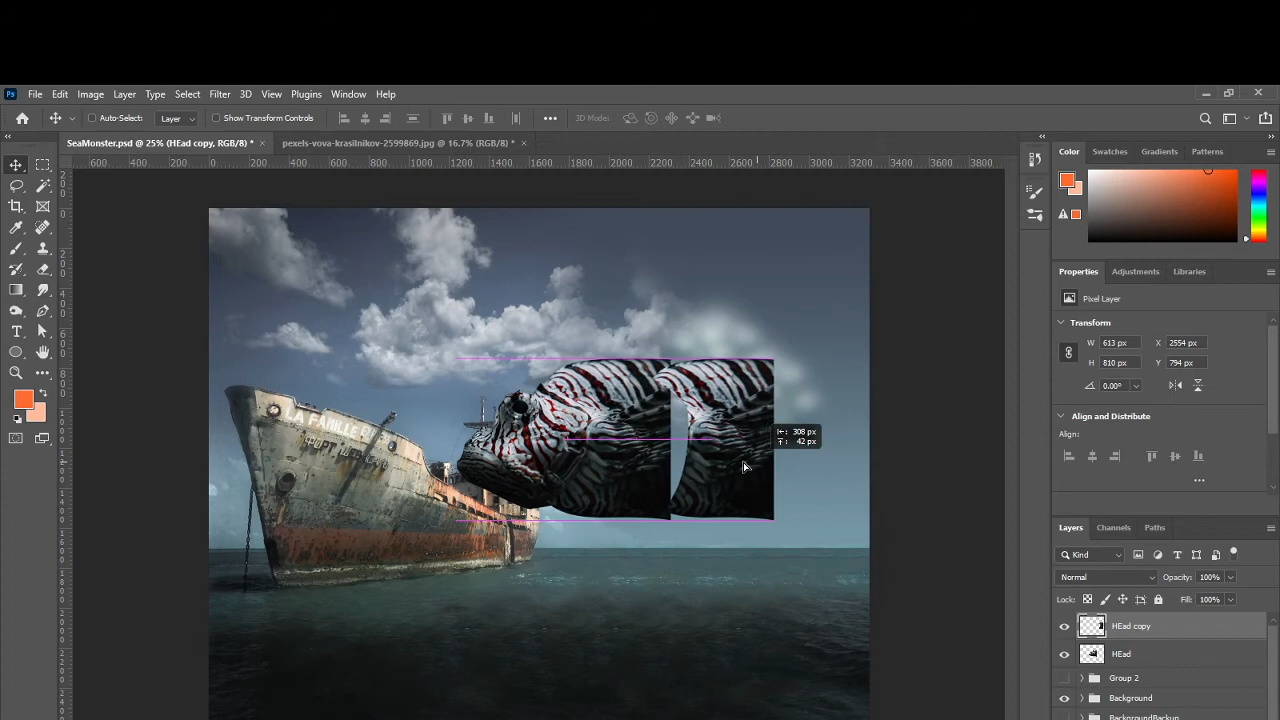 Ps File Edit Image Layer Type Select Filter 3D View Plugins Window Help
Auto-Select: Layer Show Transform Controls ••• 3D Mode:
SeaMonster.psd @ 25% (HEad copy, RGB/8) * × pexels-vova-krasilnikov-2599869.jpg @ 16.7% (RGB/8) * ×
600 400 200 0 200 400 600 800 1000 1200 1400 1600 1800 2000 2200 2400 2600 2800 3000 3200 3400 3600 3800
Color Swatches Gradients Patterns
Properties Adjustments Libraries
Pixel Layer
Transform
W 613 px X 2554 px
H 810 px Y 794 px
0.00°
Align and Distribute
Align:
•••
LA FAMILLE
ФОРТ
308 px
42 px
Layers Channels Paths
Kind
Normal Opacity: 100%
Lock: Fill: 100%
HEad copy
HEad
Group 2
Background
BackgroundBackup